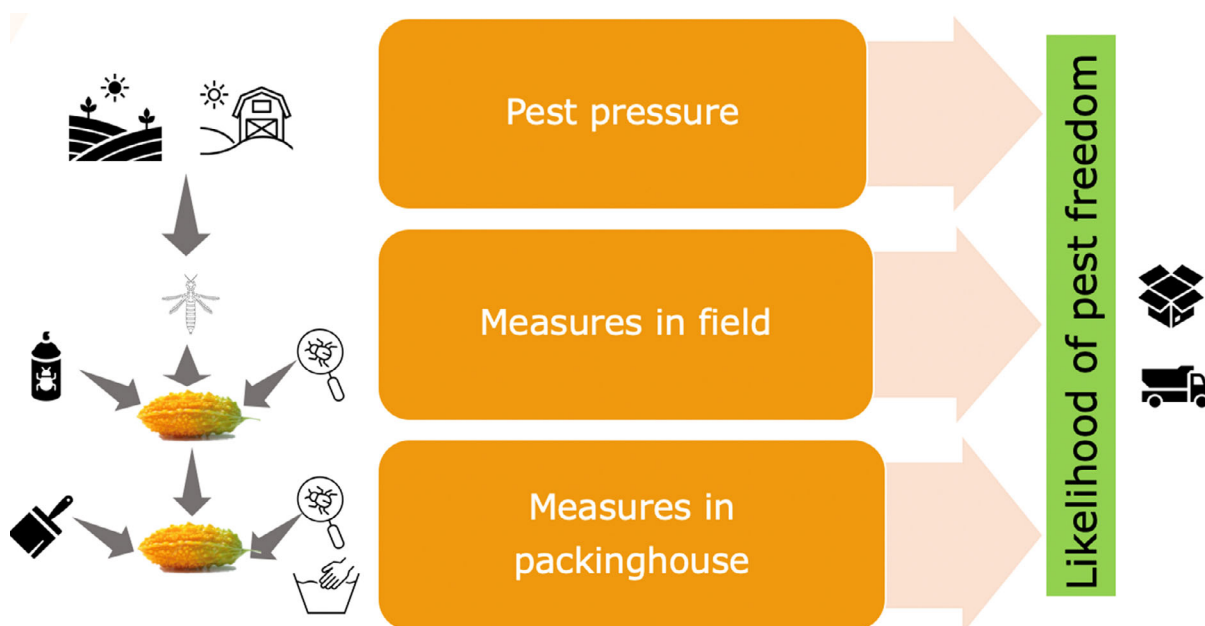 Pest pressure
Measures in field
Measures in
packinghouse
Likelihood of pest freedom